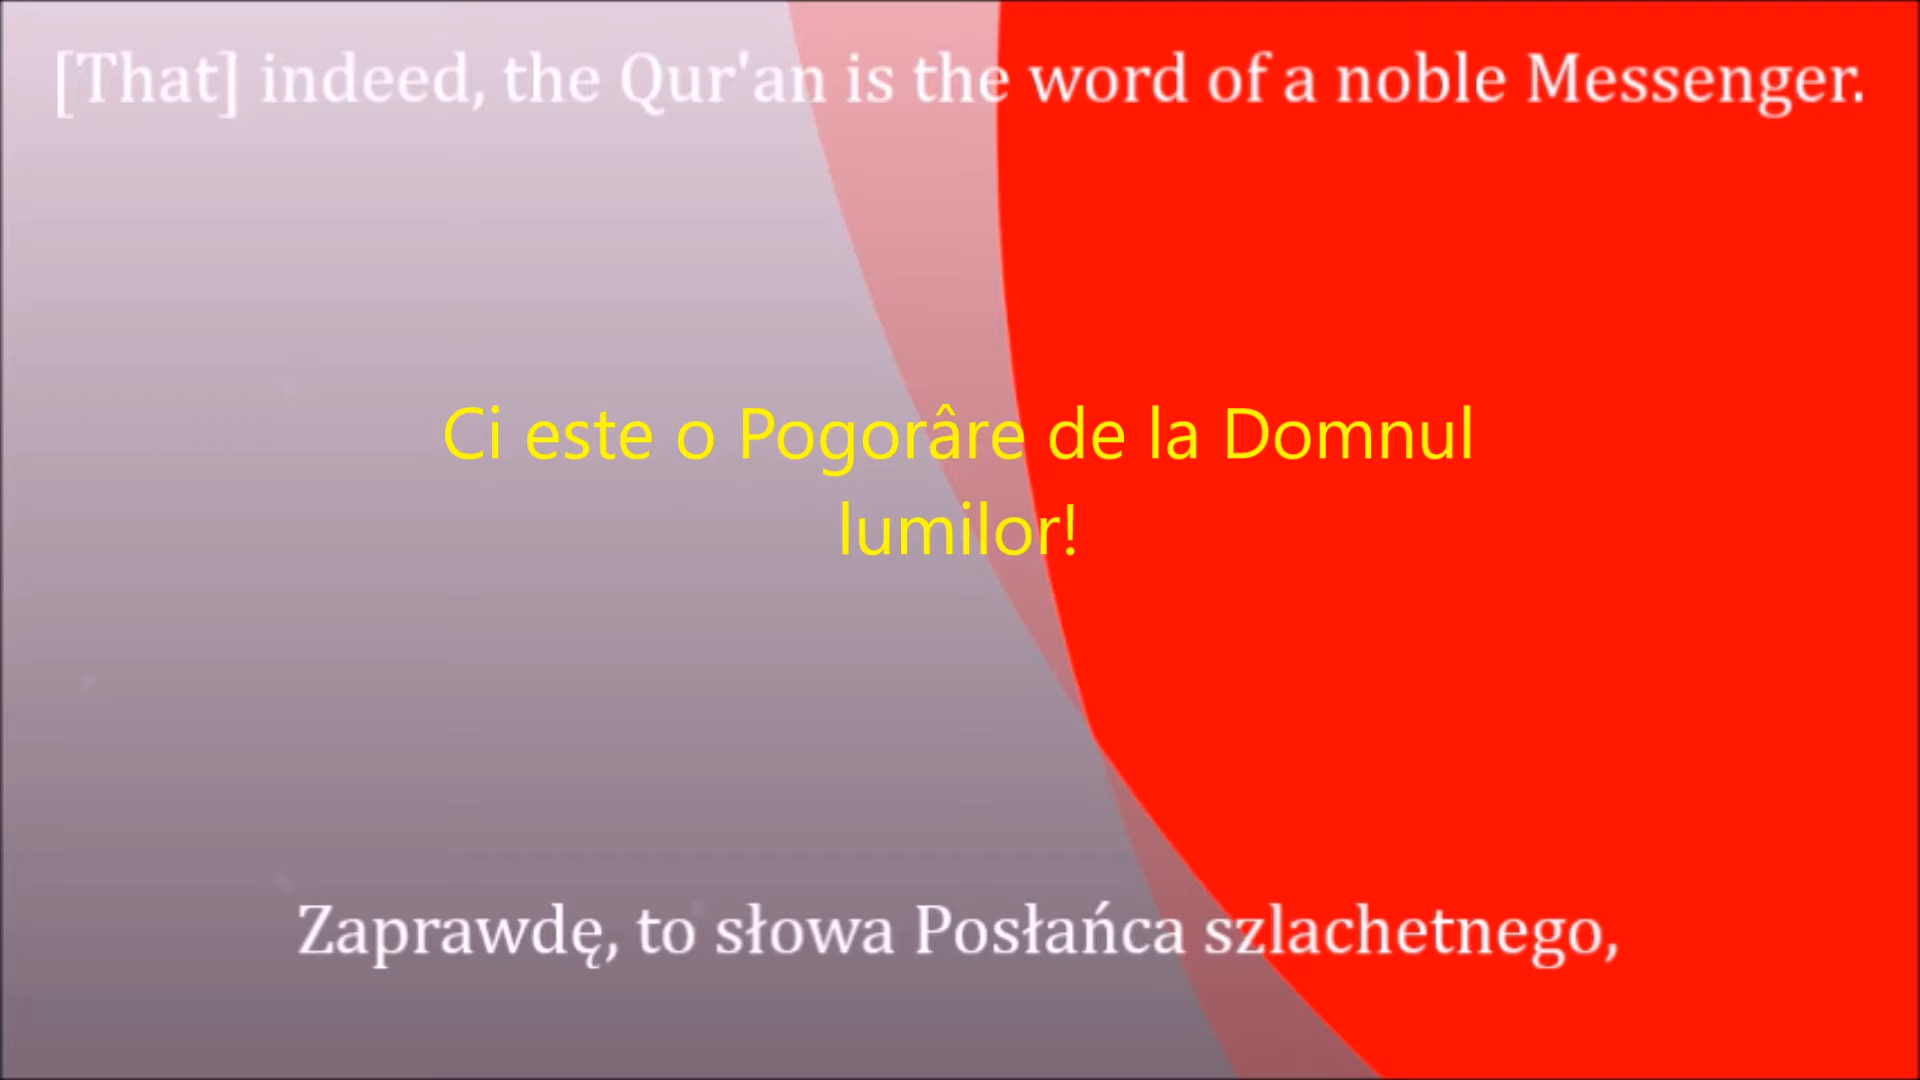 [That] indeed, the Qur'an is the word of a noble Messenger.
Ci este o Pogorâre de la Domnul
lumilor!
Zaprawdę, to słowa Posłańca szlachetnego,